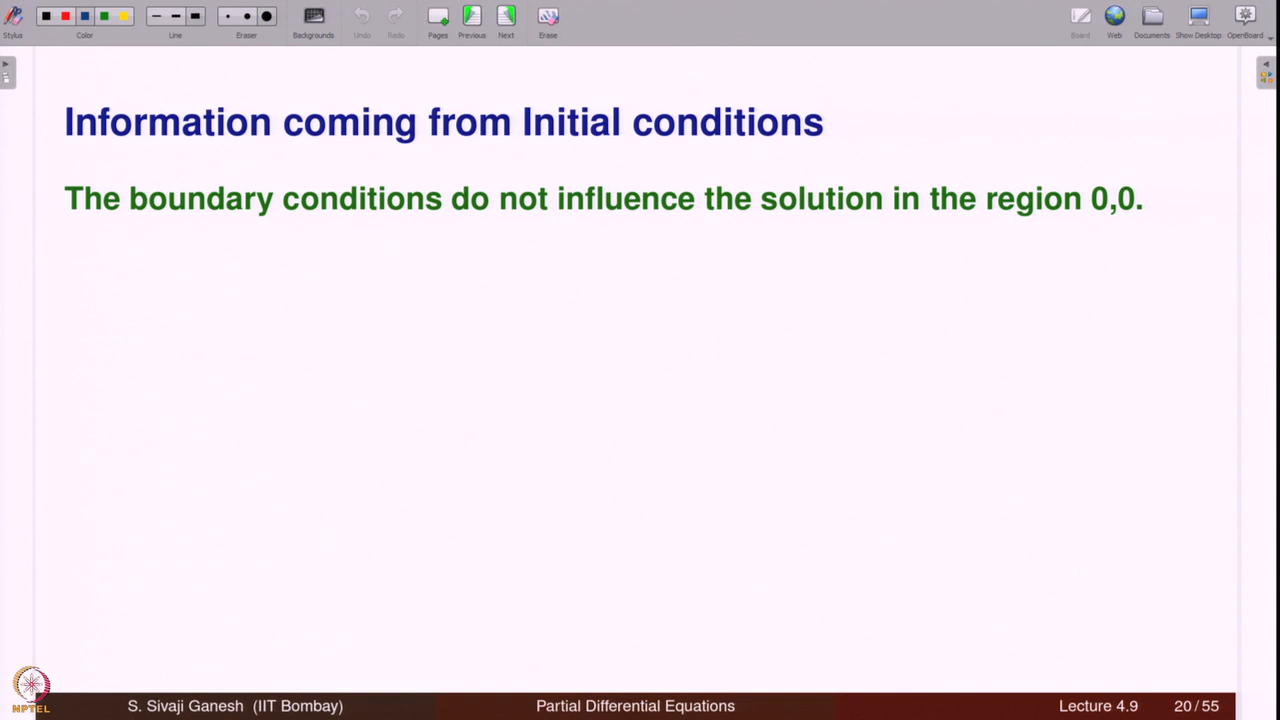 Stylus Color Line Eraser Backgrounds Undo Redo Pages Previous Next Erase Board Web Documents Show Desktop OpenBoard
Information coming from Initial conditions
The boundary conditions do not influence the solution in the region 0,0.
NPTEL
S. Sivaji Ganesh (IIT Bombay) Partial Differential Equations Lecture 4.9 20/55